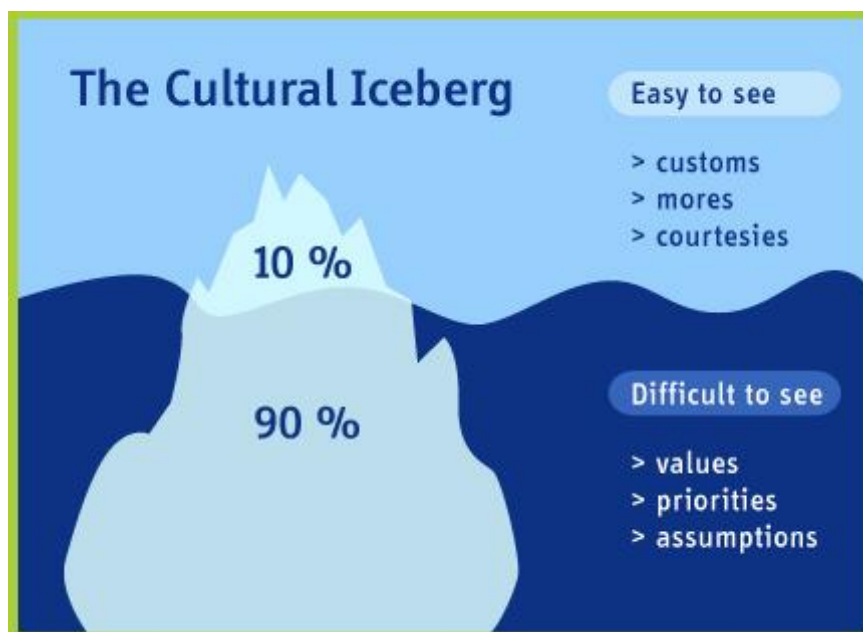 The Cultural Iceberg
10 %
90 %
Easy to see
> customs
> mores
> courtesies
Difficult to see
> values
> priorities
> assumptions